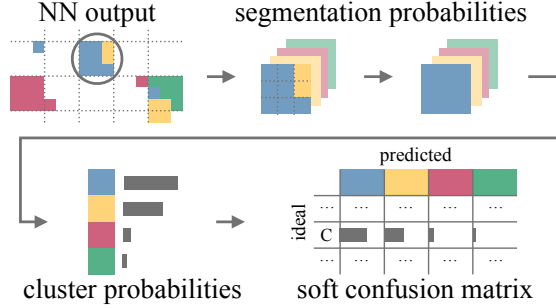 NN output
segmentation probabilities
predicted
ideal
... ... ... ... ...
C
... ... ... ... ...
cluster probabilities
soft confusion matrix